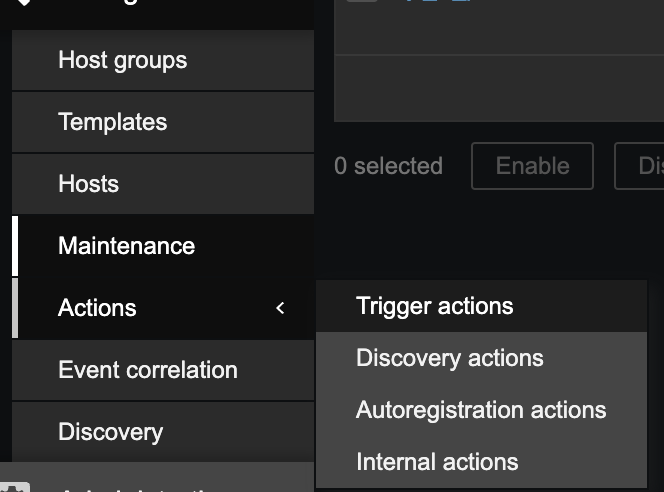 Host groups
Templates
Hosts
0 selected
Enable
Maintenance
Actions
Trigger actions
Discovery actions
Autoregistration actions
Internal actions
Event correlation
Discovery